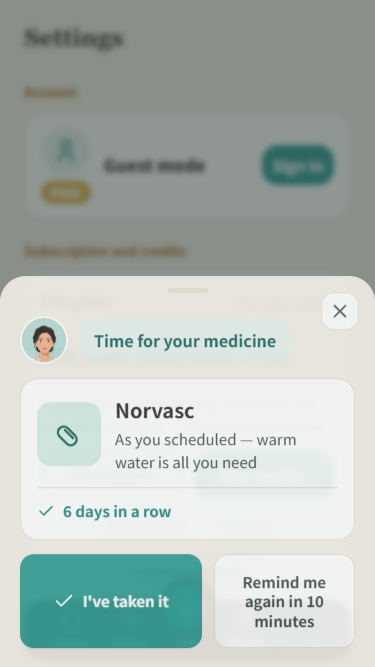 Settings
Account
Guest mode
Sign in
Subscription and credits
Time for your medicine
Norvasc
As you scheduled — warm
water is all you need
6 days in a row
I've taken it
Remind me
again in 10
minutes